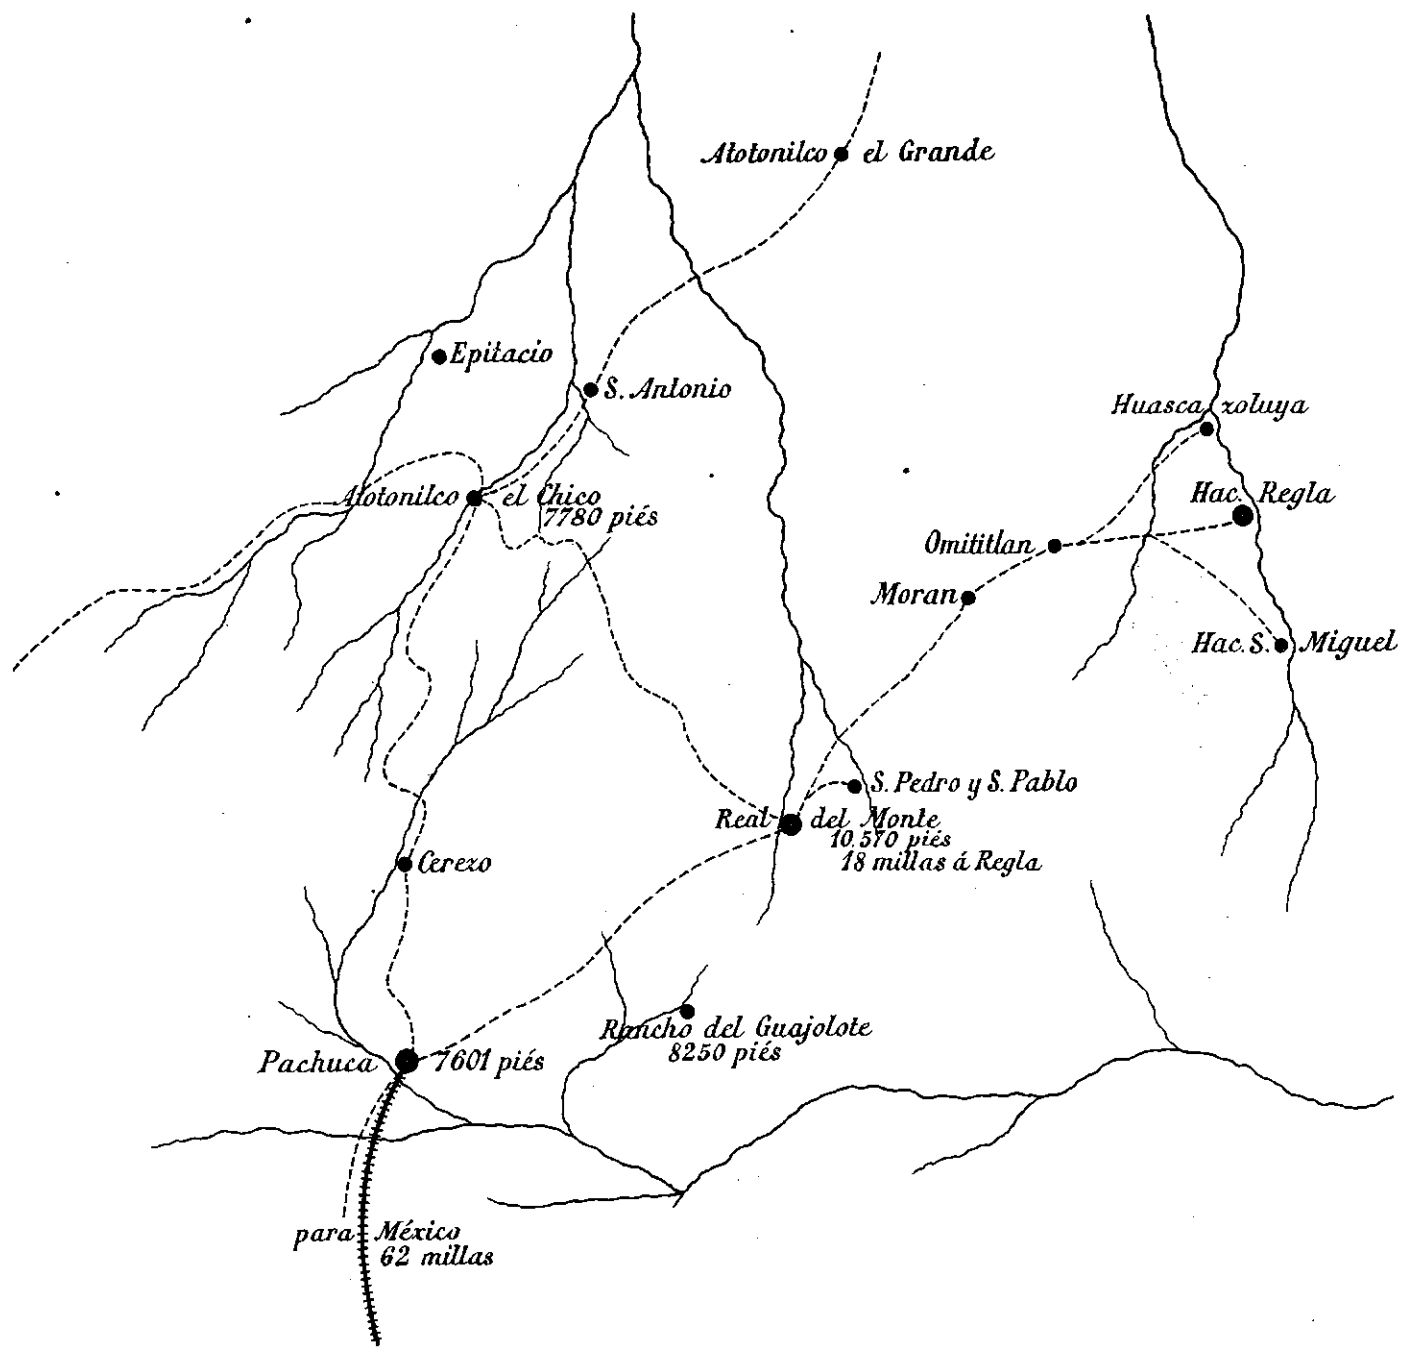 Atotonilco el Grande
Epitacio
S. Antonio
Huascazoluya
Atotonilco el Chico
7780 piés
Hac. Regla
Omititlan
Moran
Hac. S. Miguel
S. Pedro y S. Pablo
Real del Monte
10.570 piés
18 millas á Regla
Cerezo
Rancho del Guajolote
8250 piés
Pachuca 7601 piés
para México
62 millas